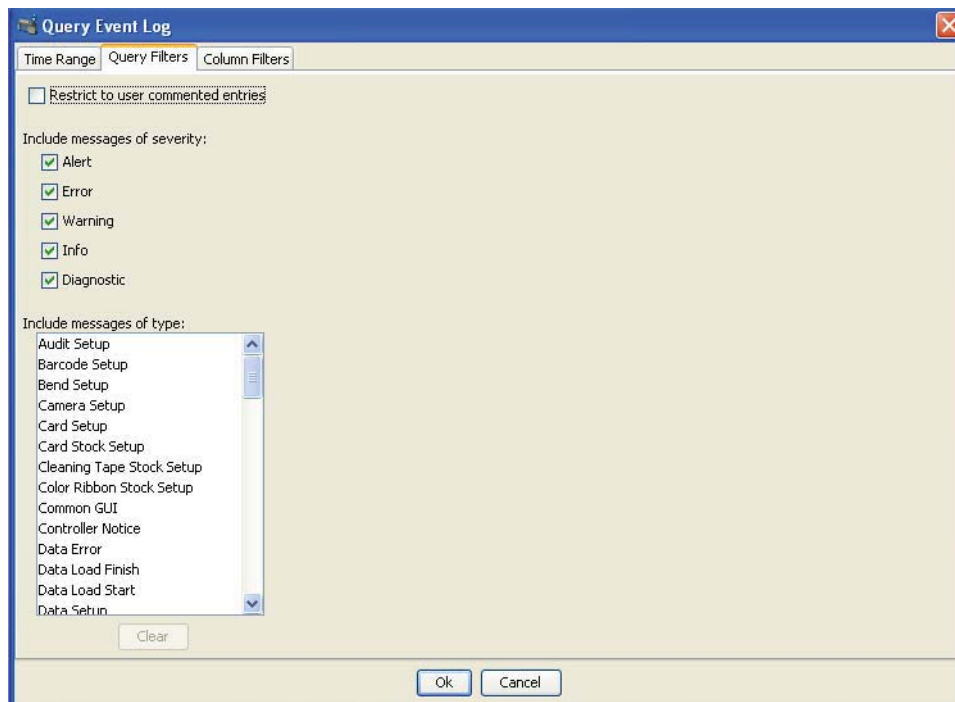 Query Event Log
Time Range Query Filters Column Filters
Restrict to user commented entries
Include messages of severity:
Alert
Error
Warning
Info
Diagnostic
Include messages of type:
Audit Setup
Barcode Setup
Bend Setup
Camera Setup
Card Setup
Card Stock Setup
Cleaning Tape Stock Setup
Color Ribbon Stock Setup
Common GUI
Controller Notice
Data Error
Data Load Finish
Data Load Start
Data Setup
Clear
Ok Cancel